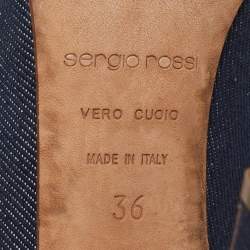 sergio rossi
VERO CUOIO
MADE IN ITALY
36